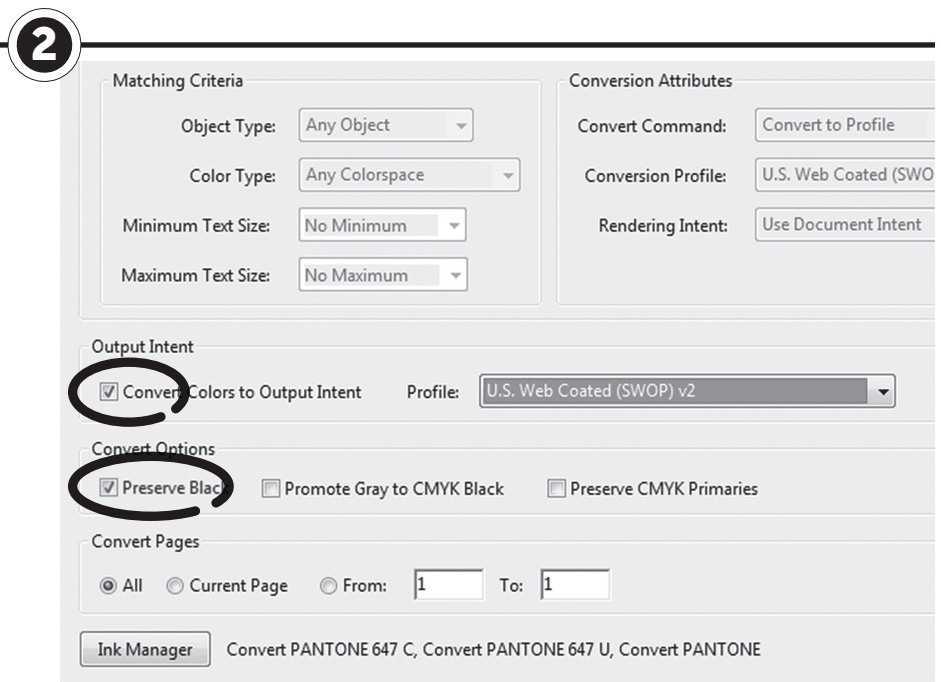 2
Matching Criteria
Object Type: Any Object
Color Type: Any Colorspace
Minimum Text Size: No Minimum
Maximum Text Size: No Maximum
Conversion Attributes
Convert Command: Convert to Profile
Conversion Profile: U.S. Web Coated (SWO
Rendering Intent: Use Document Intent
Output Intent
Convert Colors to Output Intent Profile: U.S. Web Coated (SWOP) v2
Convert Options
Preserve Black Promote Gray to CMYK Black Preserve CMYK Primaries
Convert Pages
All Current Page From: 1 To: 1
Ink Manager Convert PANTONE 647 C, Convert PANTONE 647 U, Convert PANTONE